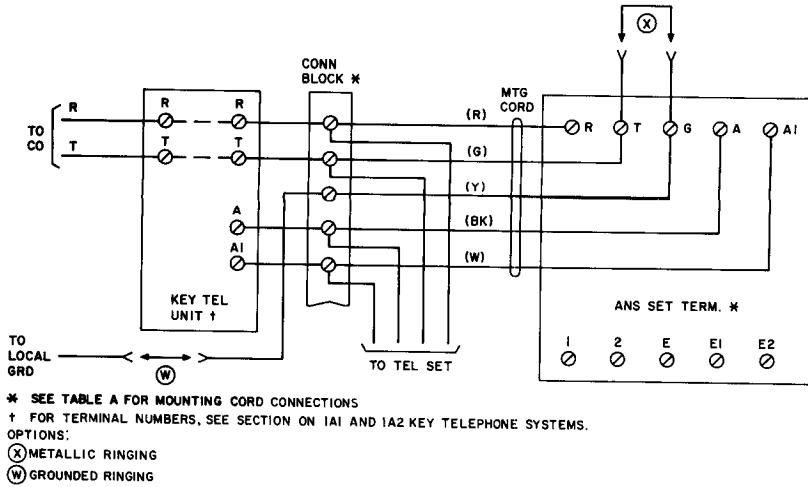 X
CONN
BLOCK *
MTG
CORD
R
R R
(R)
R T G A A1
TO
CO
T
T T
(G)
(Y)
A
(BK)
A1
(W)
KEY TEL
UNIT †
ANS SET TERM. *
1 2 E E1 E2
TO
LOCAL
GRD
W
TO TEL SET
* SEE TABLE A FOR MOUNTING CORD CONNECTIONS
† FOR TERMINAL NUMBERS, SEE SECTION ON 1A1 AND 1A2 KEY TELEPHONE SYSTEMS.
OPTIONS:
X METALLIC RINGING
W GROUNDED RINGING